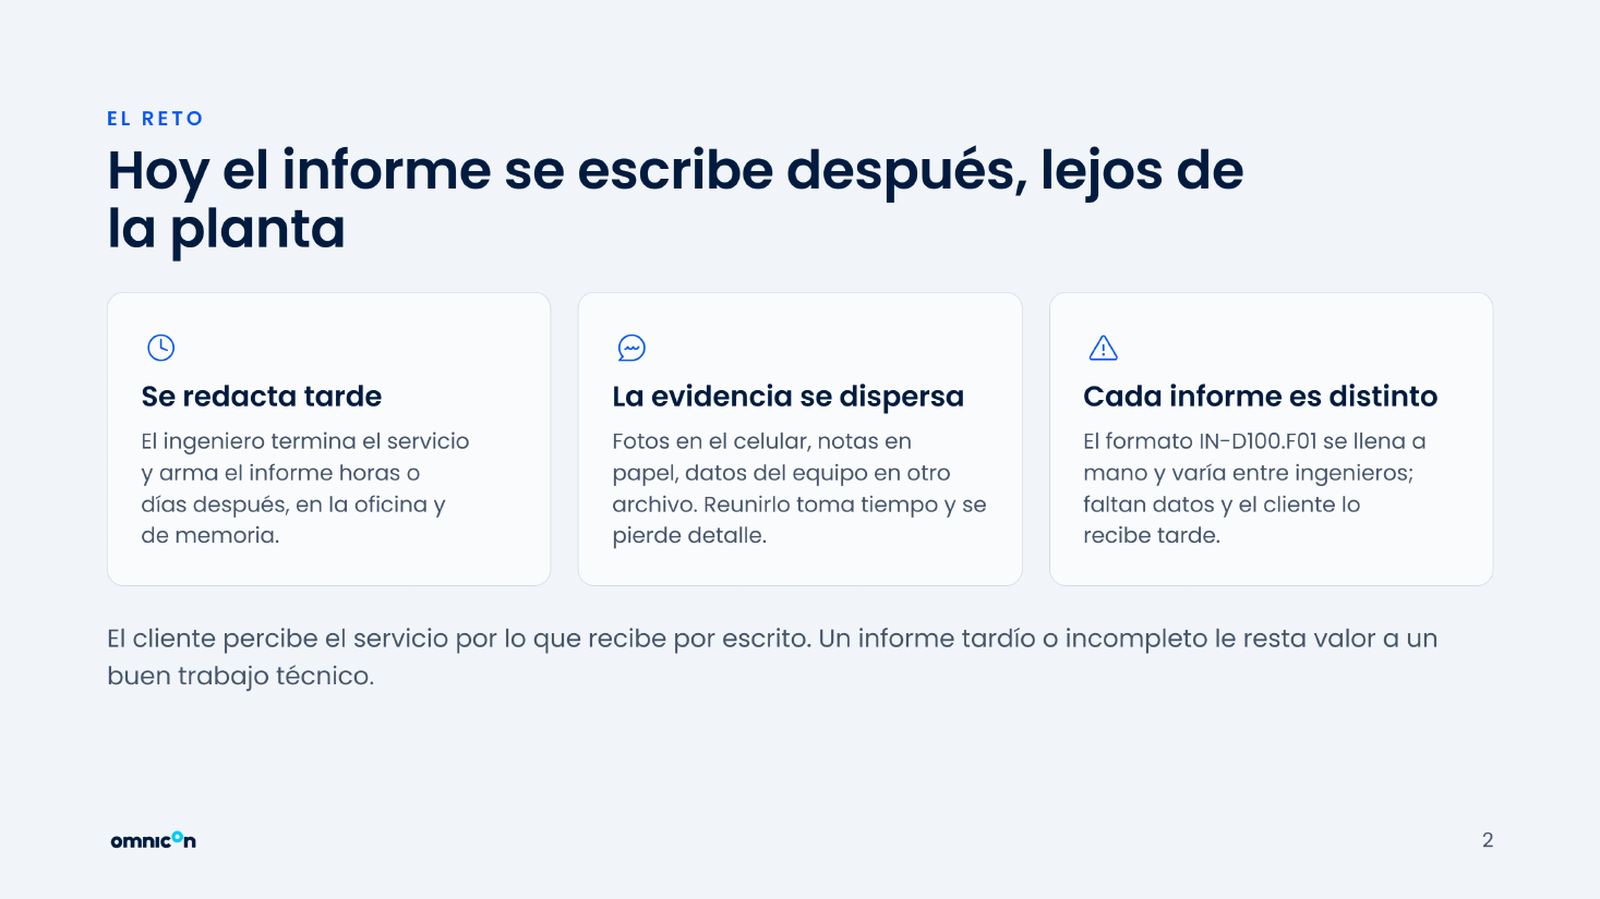 EL RETO
Hoy el informe se escribe después, lejos de
la planta
Se redacta tarde
El ingeniero termina el servicio
y arma el informe horas o
días después, en la oficina y
de memoria.
La evidencia se dispersa
Fotos en el celular, notas en
papel, datos del equipo en otro
archivo. Reunirlo toma tiempo y se
pierde detalle.
Cada informe es distinto
El formato IN-D100.F01 se llena a
mano y varía entre ingenieros;
faltan datos y el cliente lo
recibe tarde.
El cliente percibe el servicio por lo que recibe por escrito. Un informe tardío o incompleto le resta valor a un
buen trabajo técnico.
omnicon
2